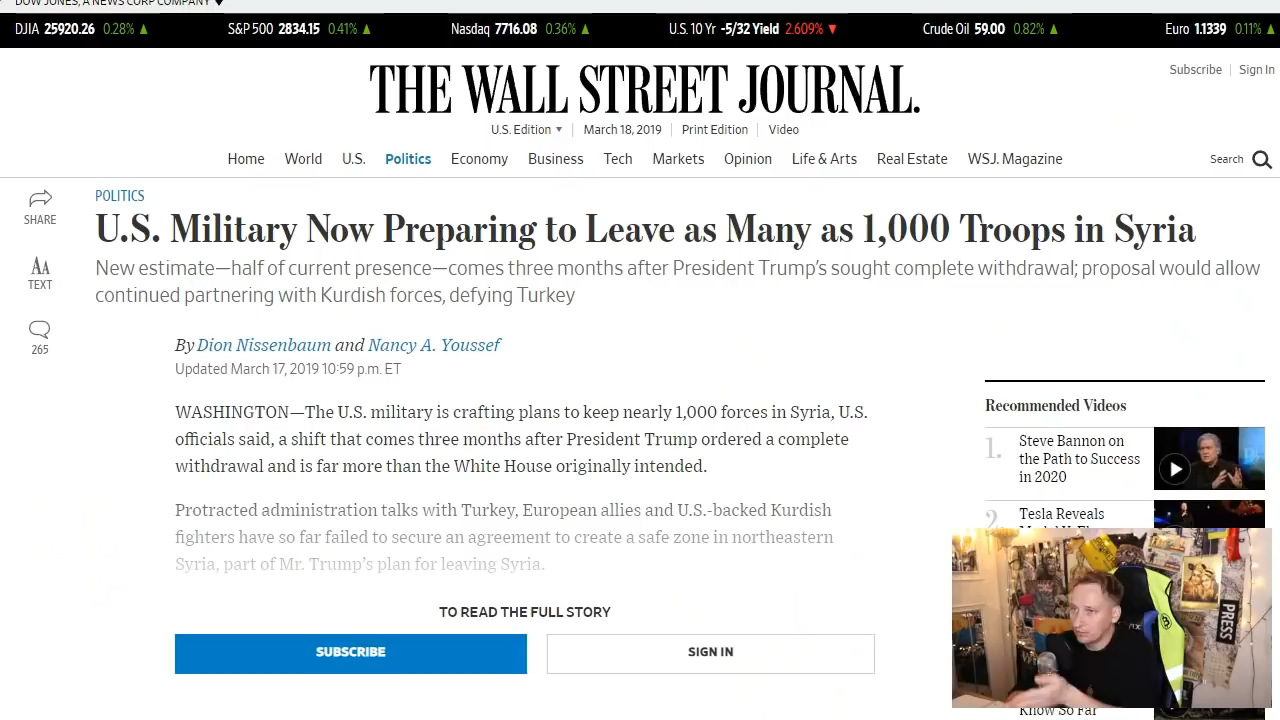 DOW JONES, A NEWS CORP COMPANY
DJIA 25920.26 0.28% S&P 500 2834.15 0.41% Nasdaq 7716.08 0.36% U.S. 10 Yr -5/32 Yield 2.609% Crude Oil 59.00 0.82% Euro 1.1339 0.11%
Subscribe Sign In
THE WALL STREET JOURNAL.
U.S. Edition March 18, 2019 Print Edition Video
Home World U.S. Politics Economy Business Tech Markets Opinion Life & Arts Real Estate WSJ. Magazine Search
POLITICS
SHARE
U.S. Military Now Preparing to Leave as Many as 1,000 Troops in Syria
AA
TEXT
New estimate—half of current presence—comes three months after President Trump’s sought complete withdrawal; proposal would allow
continued partnering with Kurdish forces, defying Turkey
265
By Dion Nissenbaum and Nancy A. Youssef
Updated March 17, 2019 10:59 p.m. ET
WASHINGTON—The U.S. military is crafting plans to keep nearly 1,000 forces in Syria, U.S.
officials said, a shift that comes three months after President Trump ordered a complete
withdrawal and is far more than the White House originally intended.
Protracted administration talks with Turkey, European allies and U.S.-backed Kurdish
fighters have so far failed to secure an agreement to create a safe zone in northeastern
Syria, part of Mr. Trump’s plan for leaving Syria.
TO READ THE FULL STORY
SUBSCRIBE SIGN IN
Recommended Videos
1.
Steve Bannon on
the Path to Success
in 2020
2.
Tesla Reveals
PRESS
Know So Far